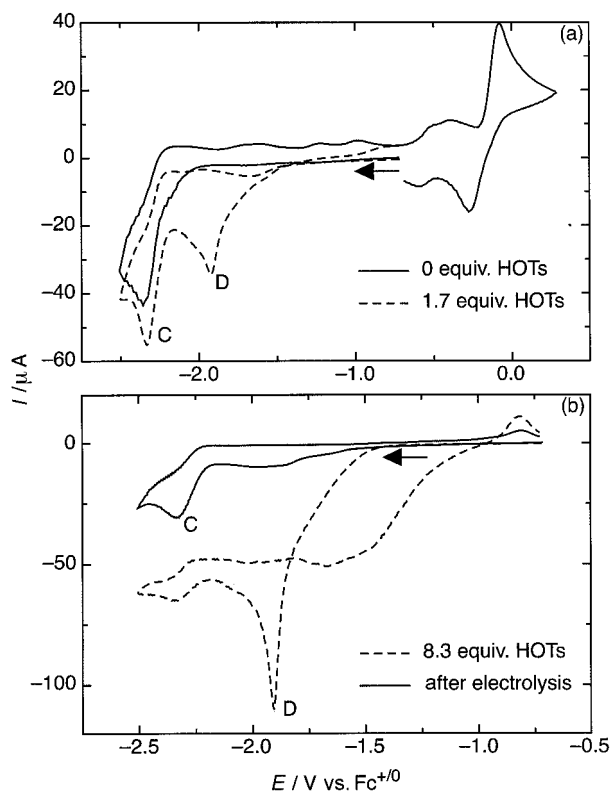 40
(a)
20
0
−20
0 equiv. HOTs
−40
1.7 equiv. HOTs
C
D
−60
−2.0
−1.0
0.0
I /μA
(b)
0
C
−50
8.3 equiv. HOTs
−100
after electrolysis
D
−2.5
−2.0
−1.5
−1.0
−0.5
E / V vs. Fc+/0